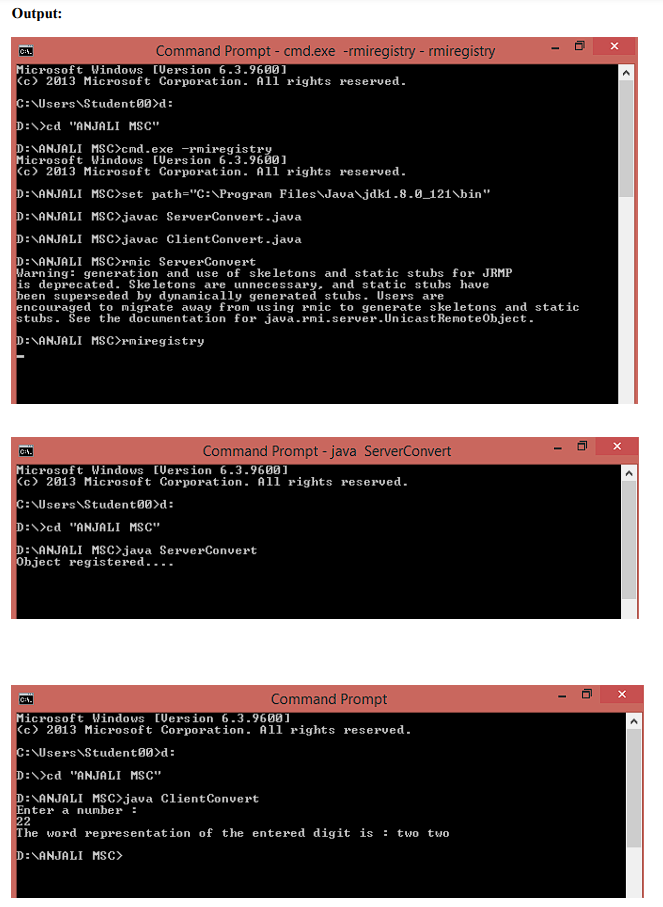 Output:
Command Prompt - cmd.exe -rmiregistry - rmiregistry
Microsoft Windows [Version 6.3.9600]
(c) 2013 Microsoft Corporation. All rights reserved.
C:\Users\Student00>d:
D:\>cd "ANJALI MSC"
D:\ANJALI MSC>cmd.exe -rmiregistry
Microsoft Windows [Version 6.3.9600]
(c) 2013 Microsoft Corporation. All rights reserved.
D:\ANJALI MSC>set path="C:\Program Files\Java\jdk1.8.0_121\bin"
D:\ANJALI MSC>javac ServerConvert.java
D:\ANJALI MSC>javac ClientConvert.java
D:\ANJALI MSC>rmic ServerConvert
Warning: generation and use of skeletons and static stubs for JRMP
is deprecated. Skeletons are unnecessary, and static stubs have
been superseded by dynamically generated stubs. Users are
encouraged to migrate away from using rmic to generate skeletons and static
stubs. See the documentation for java.rmi.server.UnicastRemoteObject.
D:\ANJALI MSC>rmiregistry
Command Prompt - java ServerConvert
Microsoft Windows [Version 6.3.9600]
(c) 2013 Microsoft Corporation. All rights reserved.
C:\Users\Student00>d:
D:\>cd "ANJALI MSC"
D:\ANJALI MSC>java ServerConvert
Object registered....
Command Prompt
Microsoft Windows [Version 6.3.9600]
(c) 2013 Microsoft Corporation. All rights reserved.
C:\Users\Student00>d:
D:\>cd "ANJALI MSC"
D:\ANJALI MSC>java ClientConvert
Enter a number :
22
The word representation of the entered digit is : two two
D:\ANJALI MSC>